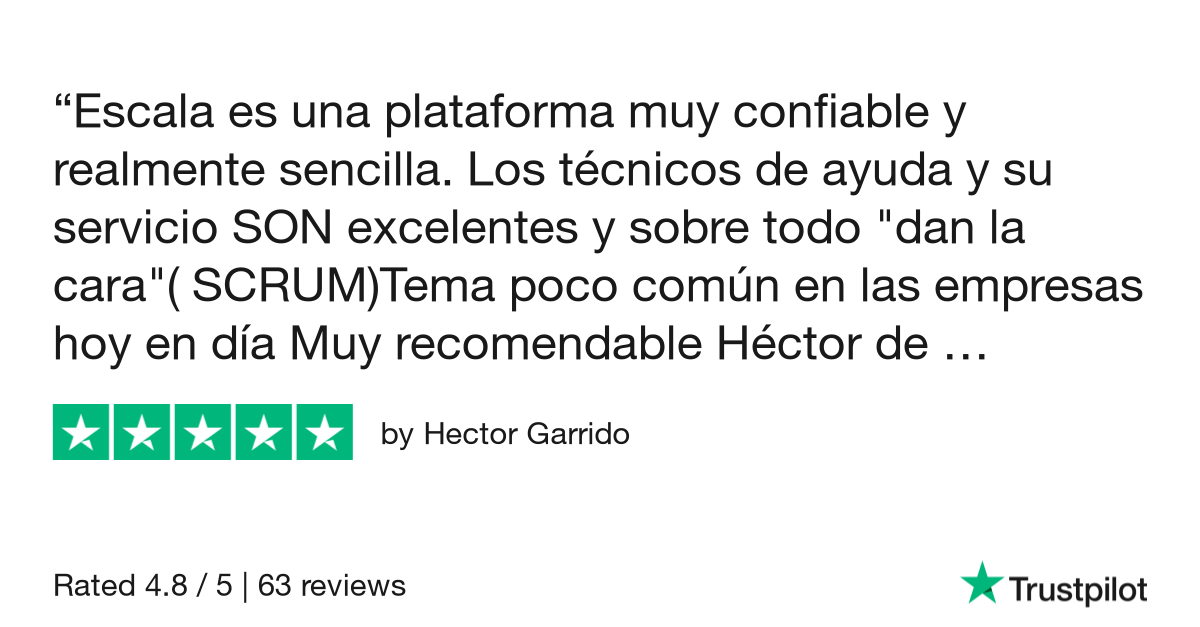 “Escala es una plataforma muy confiable y
realmente sencilla. Los técnicos de ayuda y su
servicio SON excelentes y sobre todo "dan la
cara"( SCRUM)Tema poco común en las empresas
hoy en día Muy recomendable Héctor de …
by Hector Garrido
Rated 4.8 / 5 | 63 reviews
Trustpilot